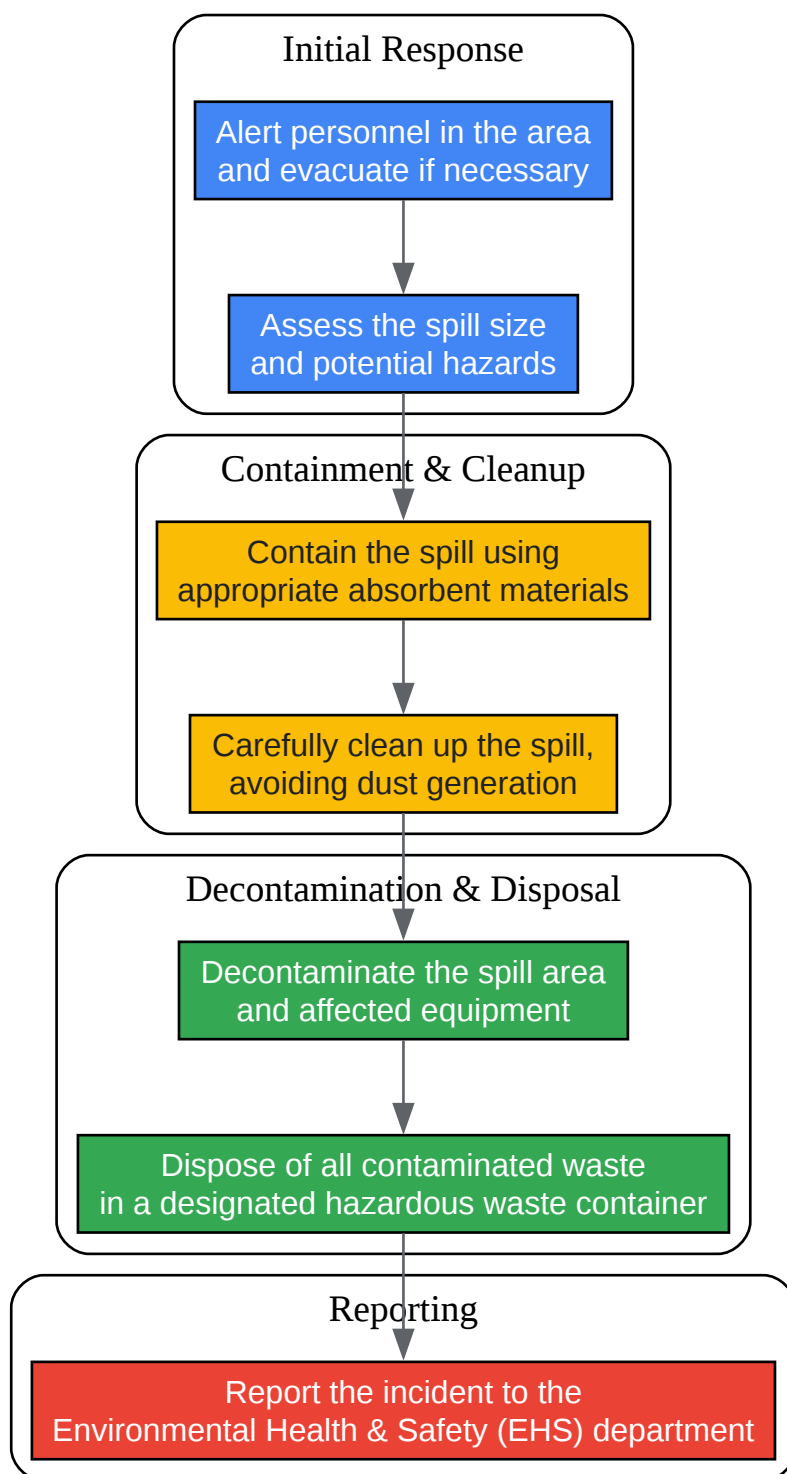 Initial Response
Alert personnel in the area
and evacuate if necessary
Assess the spill size
and potential hazards
Containment & Cleanup
Contain the spill using
appropriate absorbent materials
Carefully clean up the spill,
avoiding dust generation
Decontamination & Disposal
Decontaminate the spill area
and affected equipment
Dispose of all contaminated waste
in a designated hazardous waste container
Reporting
Report the incident to the
Environmental Health & Safety (EHS) department